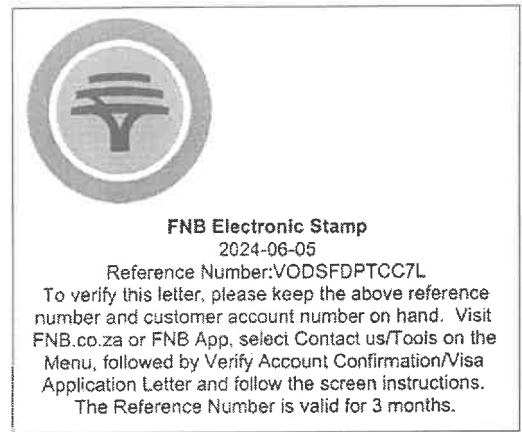 FNB Electronic Stamp
2024-06-05
Reference Number:VODSFDPTCC7L
To verify this letter, please keep the above reference
number and customer account number on hand. Visit
FNB.co.za or FNB App, select Contact us/Tools on the
Menu, followed by Verify Account Confirmation/Visa
Application Letter and follow the screen instructions.
The Reference Number is valid for 3 months.